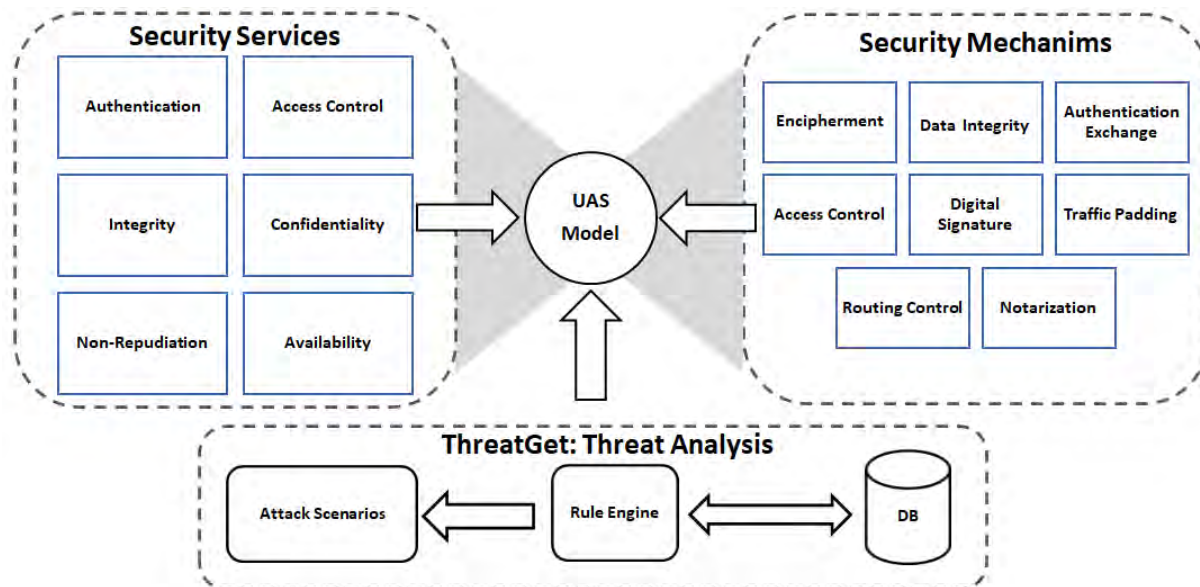 Security Services
Authentication
Access Control
Integrity
Confidentiality
Non-Repudiation
Availability
UAS
Model
Security Mechanims
Encipherment
Data Integrity
Authentication
Exchange
Access Control
Digital
Signature
Traffic Padding
Routing Control
Notarization
ThreatGet: Threat Analysis
Attack Scenarios
Rule Engine
DB